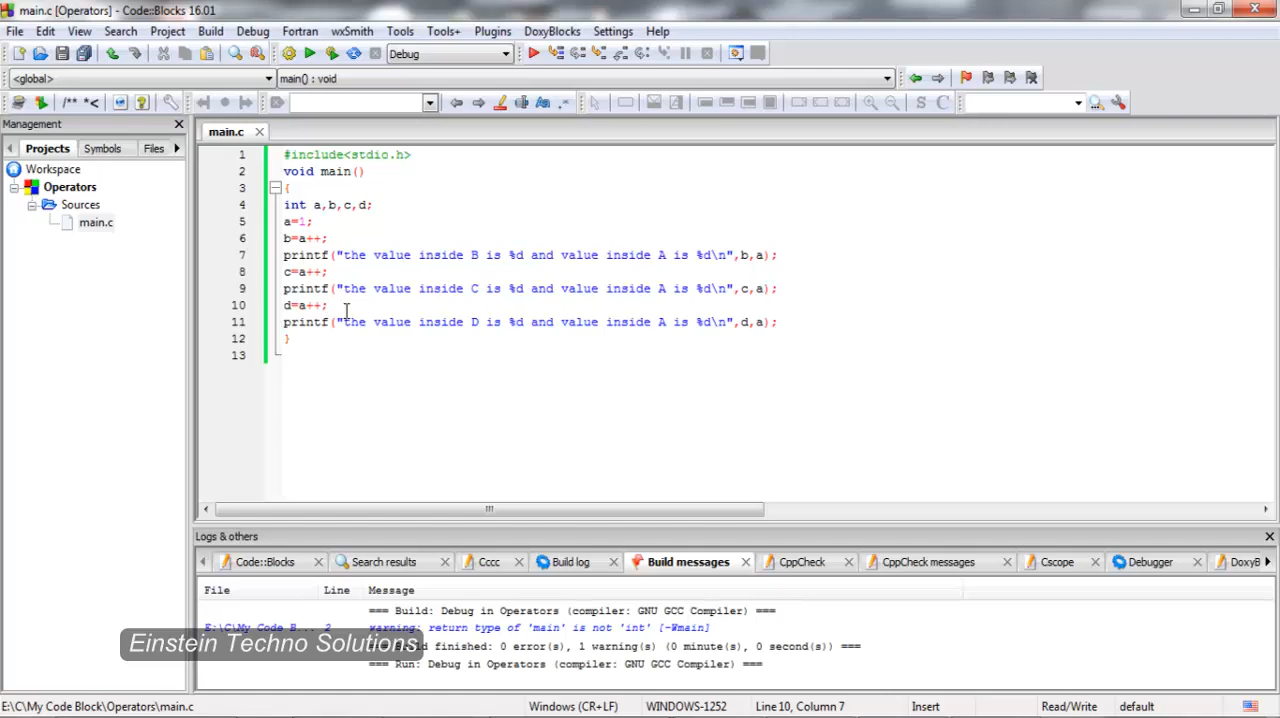 main.c [Operators] - Code::Blocks 16.01
File Edit View Search Project Build Debug Fortran wxSmith Tools Tools+ Plugins DoxyBlocks Settings Help
Debug
<global> main() : void
/** *<
S C
Management
main.c
Projects Symbols Files
Workspace
Operators
Sources
main.c
1 #include<stdio.h>
2 void main()
3 {
4 int a,b,c,d;
5 a=1;
6 b=a++;
7 printf("the value inside B is %d and value inside A is %d\n",b,a);
8 c=a++;
9 printf("the value inside C is %d and value inside A is %d\n",c,a);
10 d=a++;
11 printf("the value inside D is %d and value inside A is %d\n",d,a);
12 }
13
Logs & others
Code::Blocks Search results Cccc Build log Build messages CppCheck CppCheck messages Cscope Debugger DoxyB
File Line Message
=== Build: Debug in Operators (compiler: GNU GCC Compiler) ===
E:\C\My Code B... 2 warning: return type of 'main' is not 'int' [-Wmain]
=== Build finished: 0 error(s), 1 warning(s) (0 minute(s), 0 second(s)) ===
=== Run: Debug in Operators (compiler: GNU GCC Compiler) ===
Einstein Techno Solutions
E:\C\My Code Block\Operators\main.c Windows (CR+LF) WINDOWS-1252 Line 10, Column 7 Insert Read/Write default